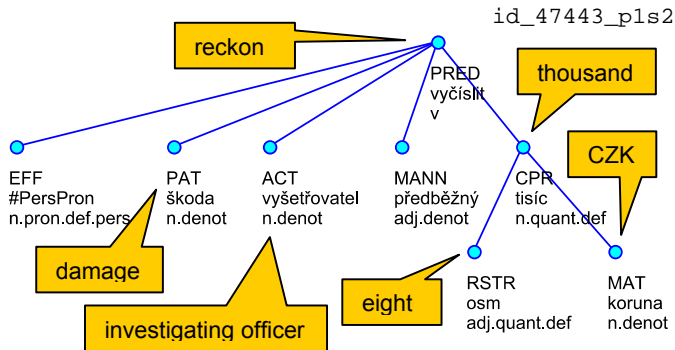 id_47443_p1s2
reckon
PRED
vyčíslit
v
thousand
CZK
EFF
#PersPron
n.pron.def.pers
PAT
škoda
n.denot
ACT
vyšetřovatel
n.denot
MANN
předběžný
adj.denot
CPR
tisíc
n.quant.def
damage
investigating officer
eight
RSTR
osm
adj.quant.def
MAT
koruna
n.denot